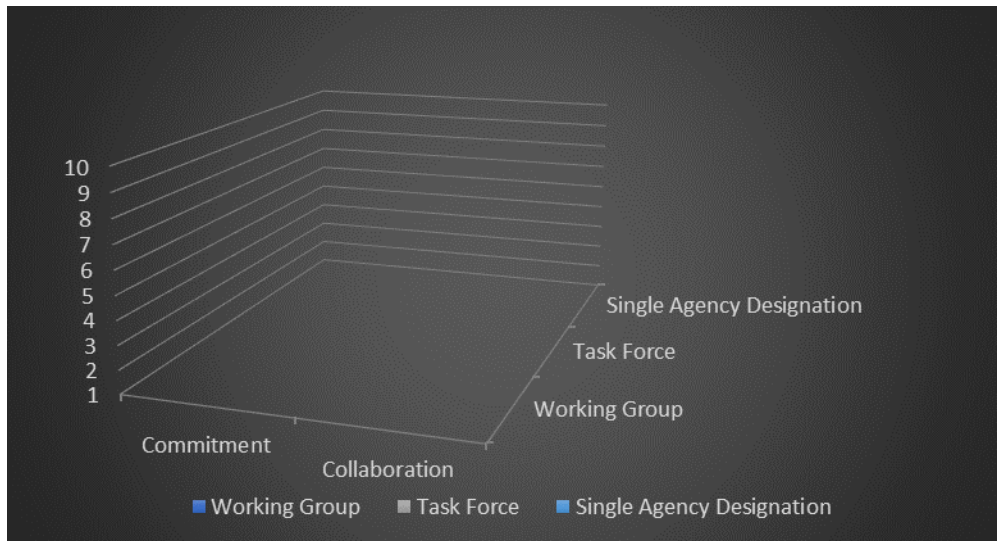 10
9
8
7
6
5
4
3
2
1
Single Agency Designation
Task Force
Working Group
Commitment
Collaboration
Working Group Task Force Single Agency Designation